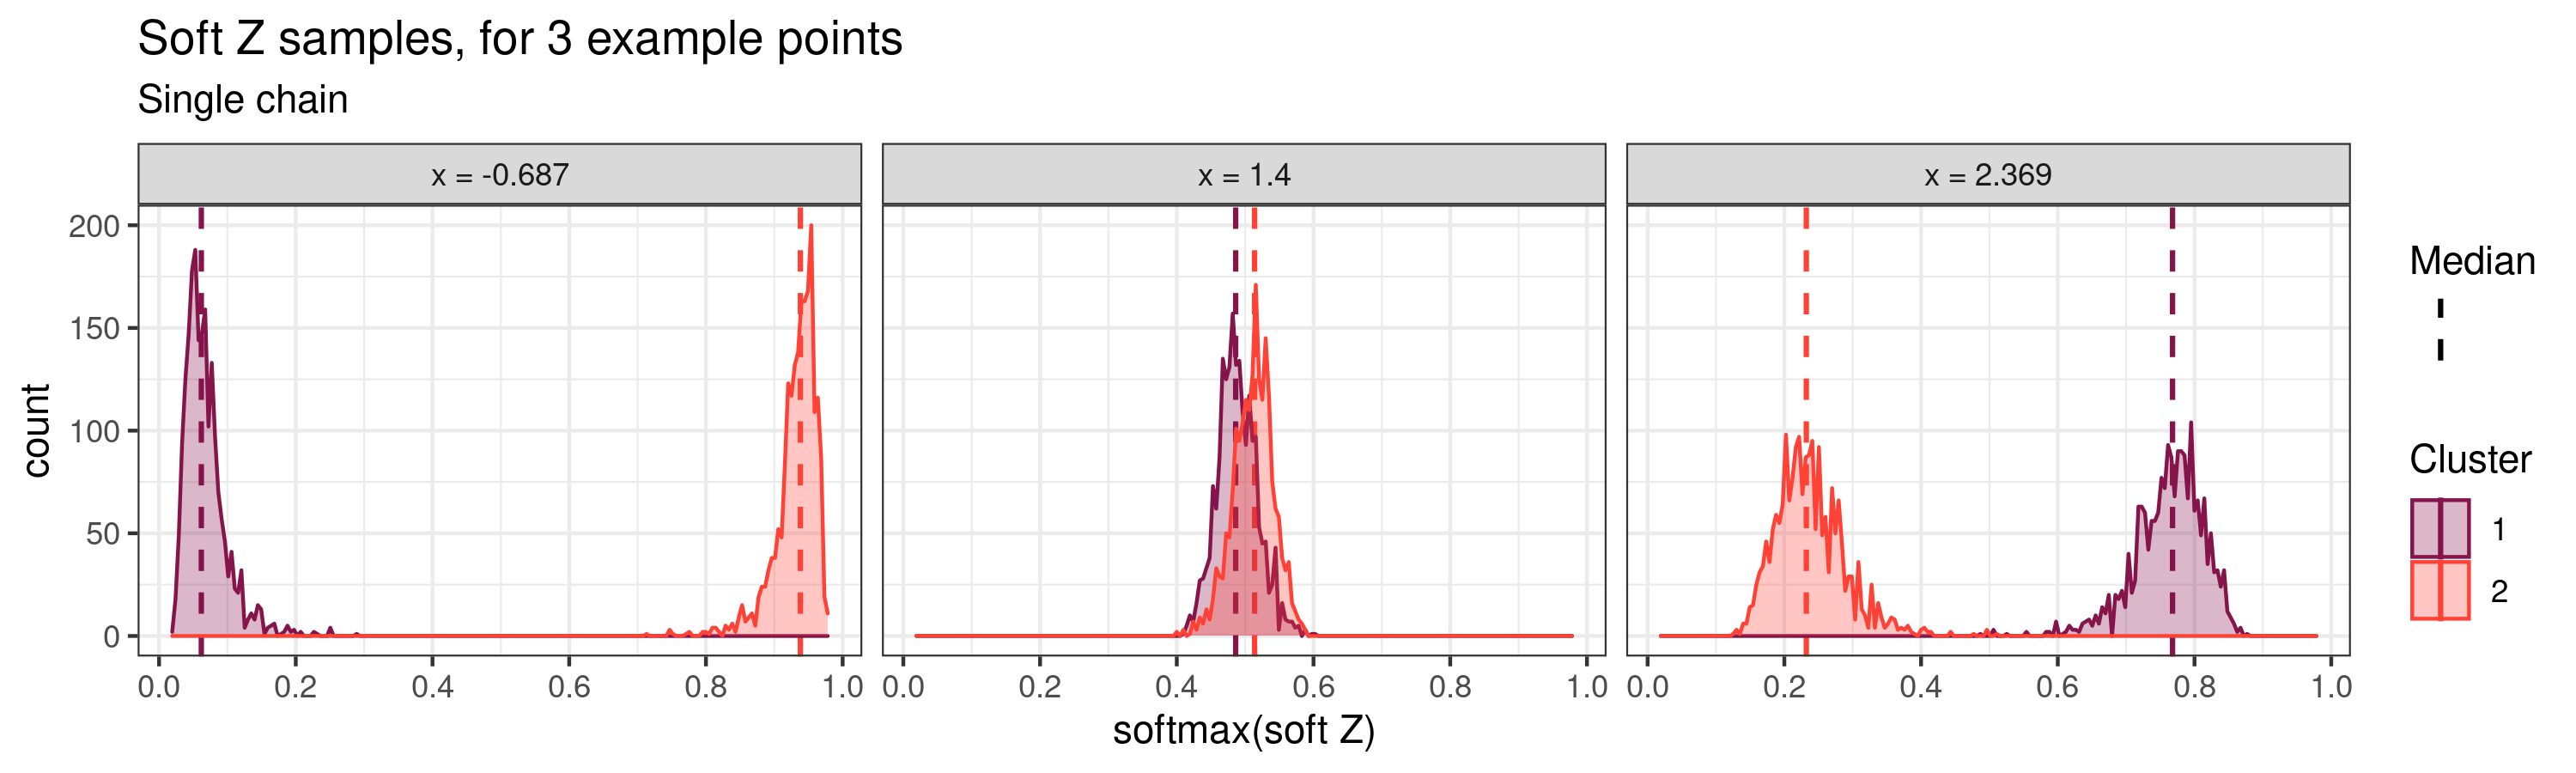 Soft Z samples, for 3 example points
Single chain
x = -0.687
x = 1.4
x = 2.369
count
200
150
100
50
0
0.0 0.2 0.4 0.6 0.8 1.0
0.0 0.2 0.4 0.6 0.8 1.0
0.0 0.2 0.4 0.6 0.8 1.0
softmax(soft Z)
Median
Cluster
1
2